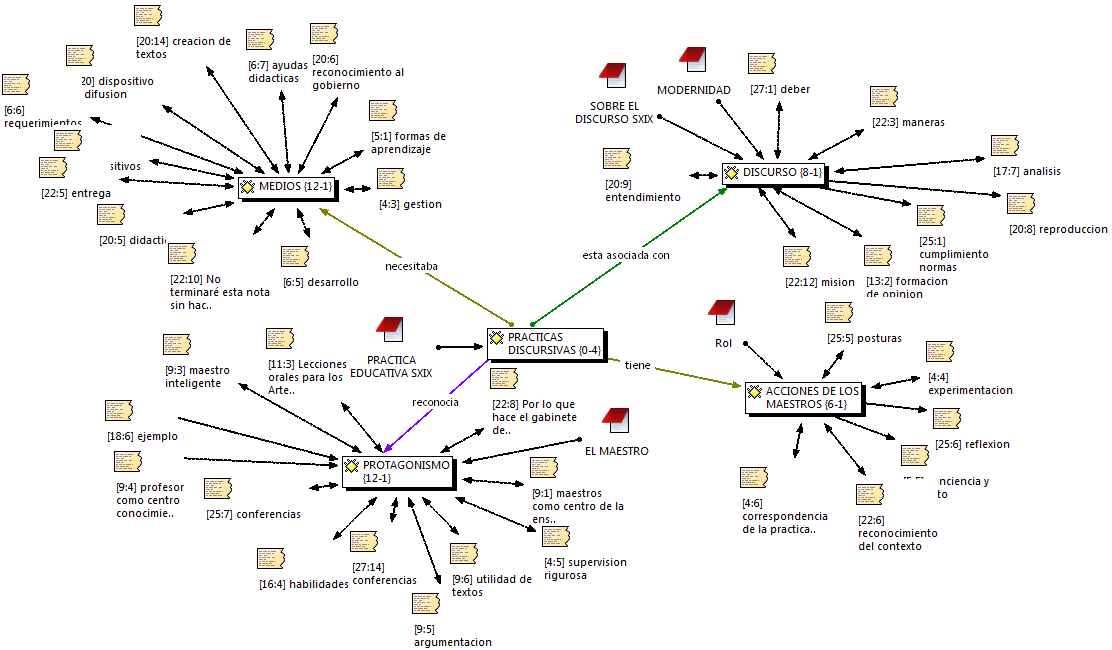 [20:14] creacion de
textos
[6:7] ayudas
didacticas
[20:6]
reconocimiento al
gobierno
20] dispositivo
difusion
[6:6]
requerimientos
[5:1] formas de
aprendizaje
sitivos
[22:5] entrega
MEDIOS {12-1}
[4:3] gestion
[20:5] didacti
[22:10] No
terminaré esta nota
sin hac..
[6:5] desarrollo
necesitaba
SOBRE EL
DISCURSO SXIX
MODERNIDAD
[27:1] deber
[22:3] maneras
[17:7] analisis
[20:9]
entendimiento
DISCURSO {8-1}
[20:8] reproduccion
[25:1]
cumplimiento
normas
[22:12] mision
[13:2] formacion
de opinion
esta asociada con
PRACTICAS
DISCURSIVAS {0-4}
PRACTICA
EDUCATIVA SXIX
tiene
reconocia
Rol
[25:5] posturas
[4:4]
experimentacion
ACCIONES DE LOS
MAESTROS {6-1}
[25:6] reflexion
nciencia y
to
[4:6]
correspondencia
de la practica..
[22:6]
reconocimiento
del contexto
[9:3] maestro
inteligente
[11:3] Lecciones
orales para los
Arte..
[22:8] Por lo que
hace el gabinete
de..
EL MAESTRO
[18:6] ejemplo
PROTAGONISMO
{12-1}
[9:4] profesor
como centro
conocimie..
[25:7] conferencias
[9:1] maestros
como centro de la
ens..
[16:4] habilidades
[27:14]
conferencias
[9:6] utilidad de
textos
[4:5] supervision
rigurosa
[9:5]
argumentacion